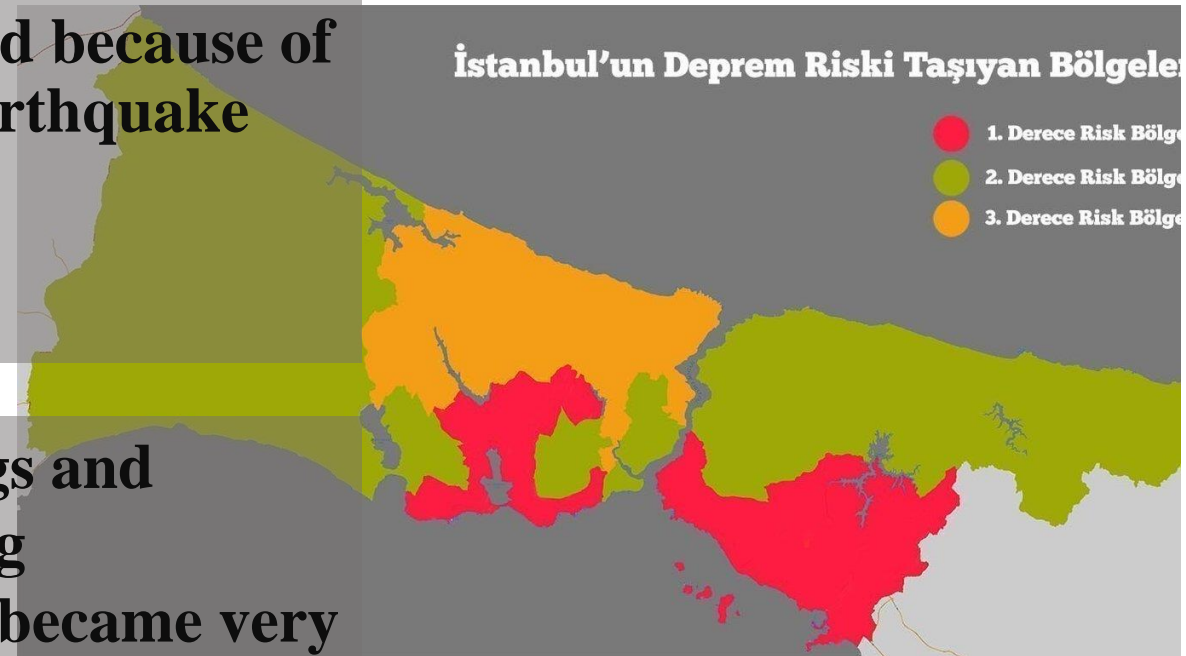 d because of
rthquake
gs and
g
became very
İstanbul'un Deprem Riski Taşıyan Bölgele
1. Derece Risk Bölge
2. Derece Risk Bölge
3. Derece Risk Bölge